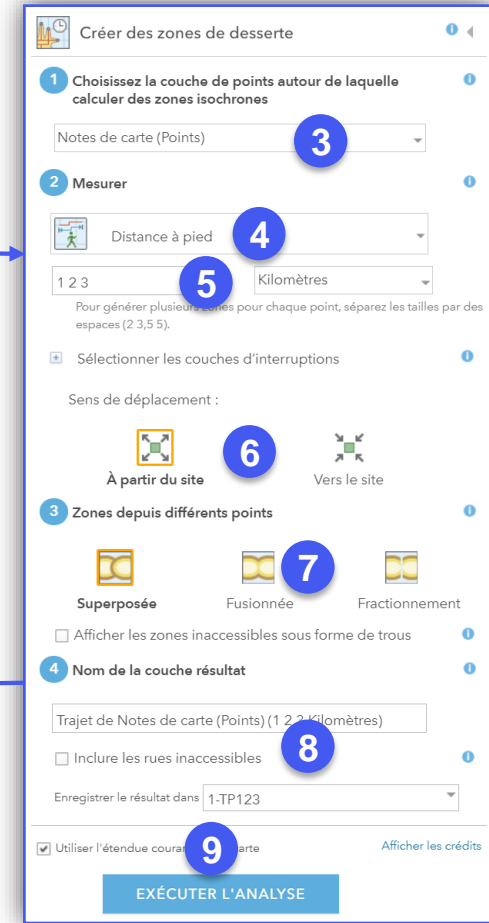 Créer des zones de desserte
1 Choisissez la couche de points autour de laquelle
calculer des zones isochrones
Notes de carte (Points)
3
2 Mesurer
Distance à pied
4
1 2 3
5
Kilomètres
Pour générer plusieurs zones pour chaque point, séparez les tailles par des
espaces (2 3,5 5).
Sélectionner les couches d'interruptions
Sens de déplacement :
6
À partir du site Vers le site
3 Zones depuis différents points
7
Superposée Fusionnée Fractionnement
Afficher les zones inaccessibles sous forme de trous
4 Nom de la couche résultat
Trajet de Notes de carte (Points) (1 2 3 Kilomètres)
8
Inclure les rues inaccessibles
Enregistrer le résultat dans 1-TP123
Utiliser l'étendue carte
9
Afficher les crédits
EXÉCUTER L'ANALYSE